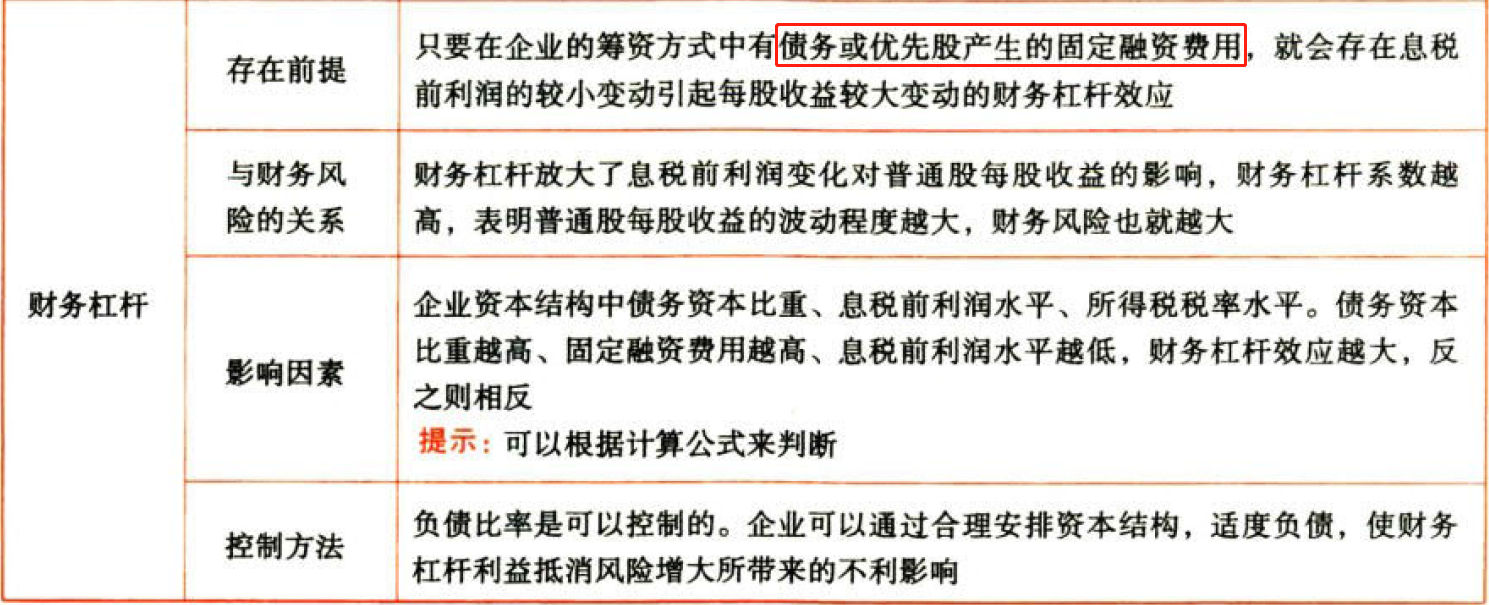 财务杠杆
存在前提
只要在企业的筹资方式中有债务或优先股产生的固定融资费用，就会存在息税
前利润的较小变动引起每股收益较大变动的财务杠杆效应
与财务风
险的关系
财务杠杆放大了息税前利润变化对普通股每股收益的影响，财务杠杆系数越
高，表明普通股每股收益的波动程度越大，财务风险也就越大
影响因素
企业资本结构中债务资本比重、息税前利润水平、所得税税率水平。债务资本
比重越高、固定融资费用越高、息税前利润水平越低，财务杠杆效应越大，反
之则相反
提示：可以根据计算公式来判断
控制方法
负债比率是可以控制的。企业可以通过合理安排资本结构，适度负债，使财务
杠杆利益抵消风险增大所带来的不利影响